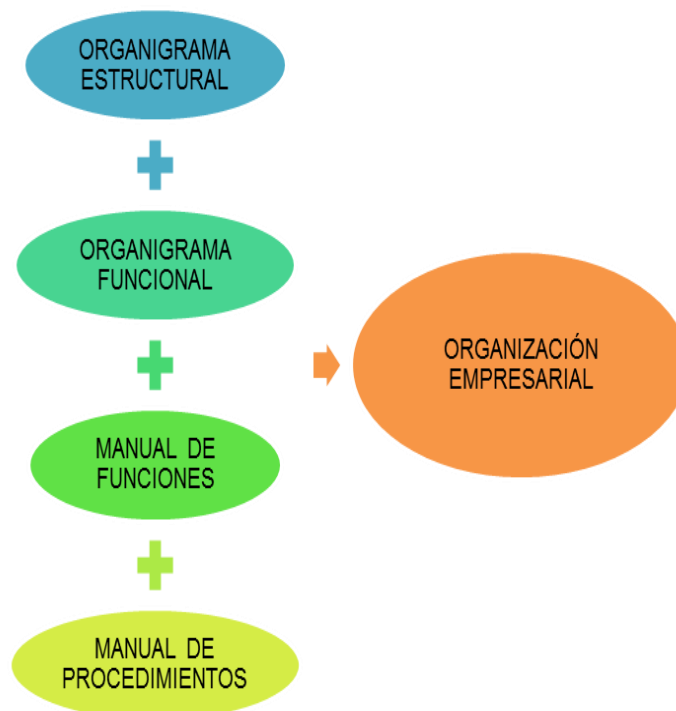 ORGANIGRAMA
ESTRUCTURAL
ORGANIGRAMA
FUNCIONAL
MANUAL DE
FUNCIONES
MANUAL DE
PROCEDIMIENTOS
ORGANIZACIÓN
EMPRESARIAL